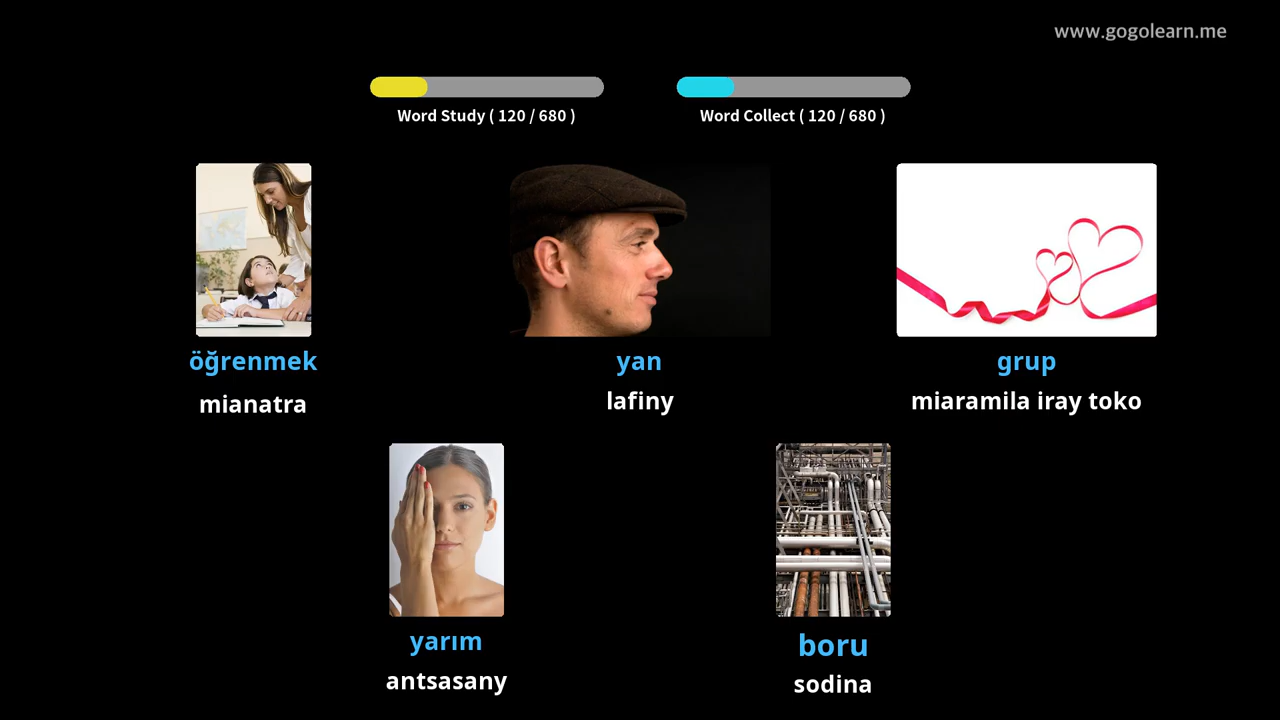 www.gogolearn.me
Word Study ( 120 / 680 )
Word Collect ( 120 / 680 )
öğrenmek
mianatra
yan
lafiny
grup
miaramila iray toko
yarım
antsasany
boru
sodina